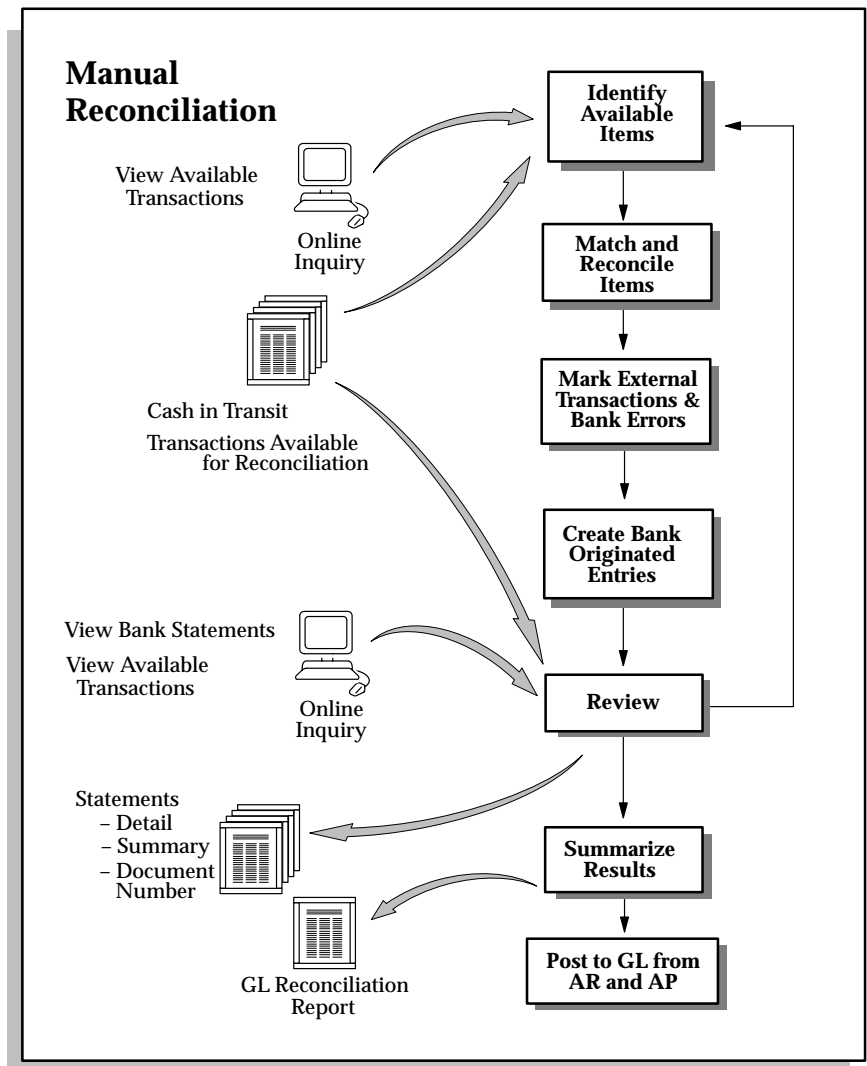 Manual
Reconciliation
Identify
Available
Items
View Available
Transactions
Online
Inquiry
Match and
Reconcile
Items
Cash in Transit
Transactions Available
for Reconciliation
Mark External
Transactions &
Bank Errors
Create Bank
Originated
Entries
View Bank Statements
View Available
Transactions
Online
Inquiry
Review
Statements
– Detail
– Summary
– Document
Number
Summarize
Results
GL Reconciliation
Report
Post to GL from
AR and AP